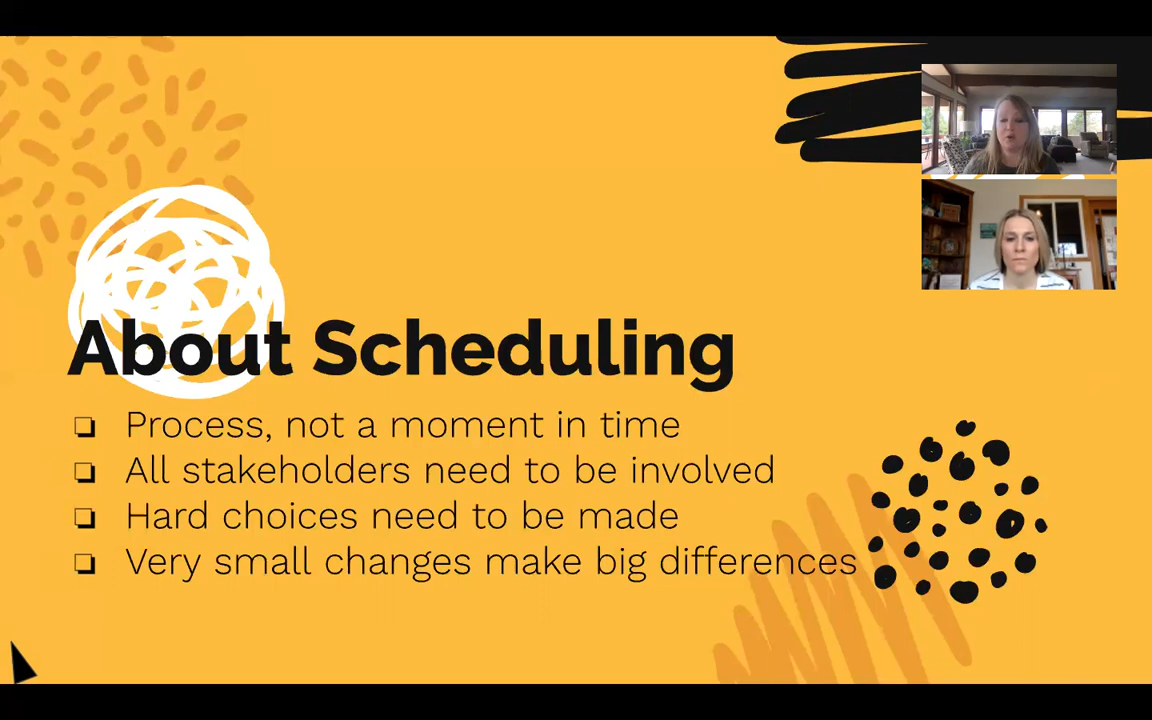 About Scheduling
❏ Process, not a moment in time
❏ All stakeholders need to be involved
❏ Hard choices need to be made
❏ Very small changes make big differences